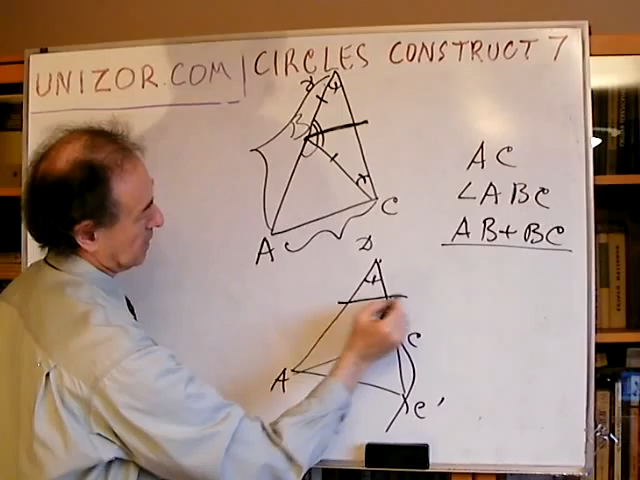 UNIZOR.COM | CIRCLES CONSTRUCT 7
D
B
A
C
AC
∠ABC
AB+BC
D
A
C
C'